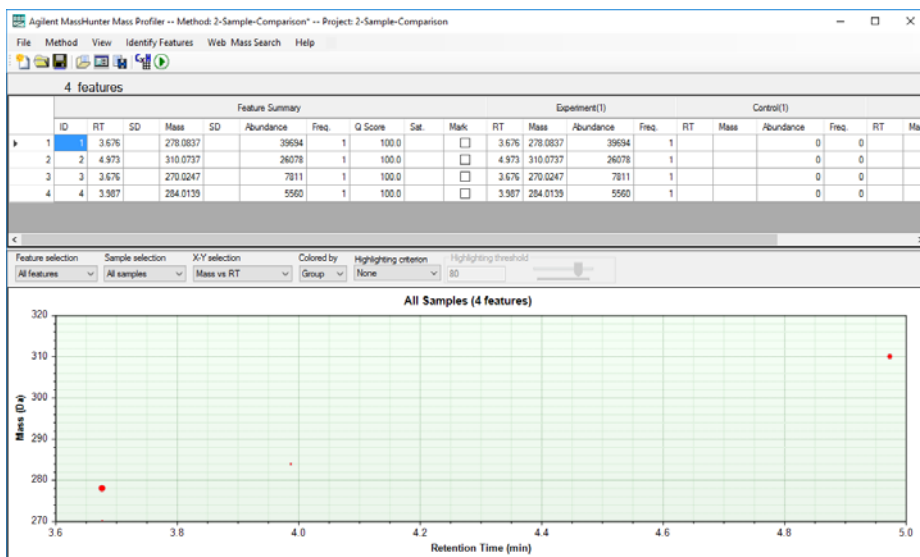 Agilent MassHunter Mass Profiler -- Method: 2-Sample-Comparison* -- Project: 2-Sample-Comparison
File Method View Identify Features Web Mass Search Help
4 features
Feature Summary Experiment(1) Control(1)
ID RT SD Mass SD Abundance Freq. Q Score Sat. Mark RT Mass Abundance Freq. RT Mass Abundance Freq. RT Ma
1 1 3.676 278.0837 39694 1 100.0 3.676 278.0837 39694 1 0 0
2 2 4.973 310.0737 26078 1 100.0 4.973 310.0737 26078 1 0 0
3 3 3.676 270.0247 7811 1 100.0 3.676 270.0247 7811 1 0 0
4 4 3.987 284.0139 5560 1 100.0 3.987 284.0139 5560 1 0 0
Feature selection Sample selection X-Y selection Colored by Highlighting criterion Highlighting threshold
All features All samples Mass vs RT Group None 80
All Samples (4 features)
320
310
300
290
280
270
Mass (Da)
3.6 3.8 4.0 4.2 4.4 4.6 4.8 5.0
Retention Time (min)